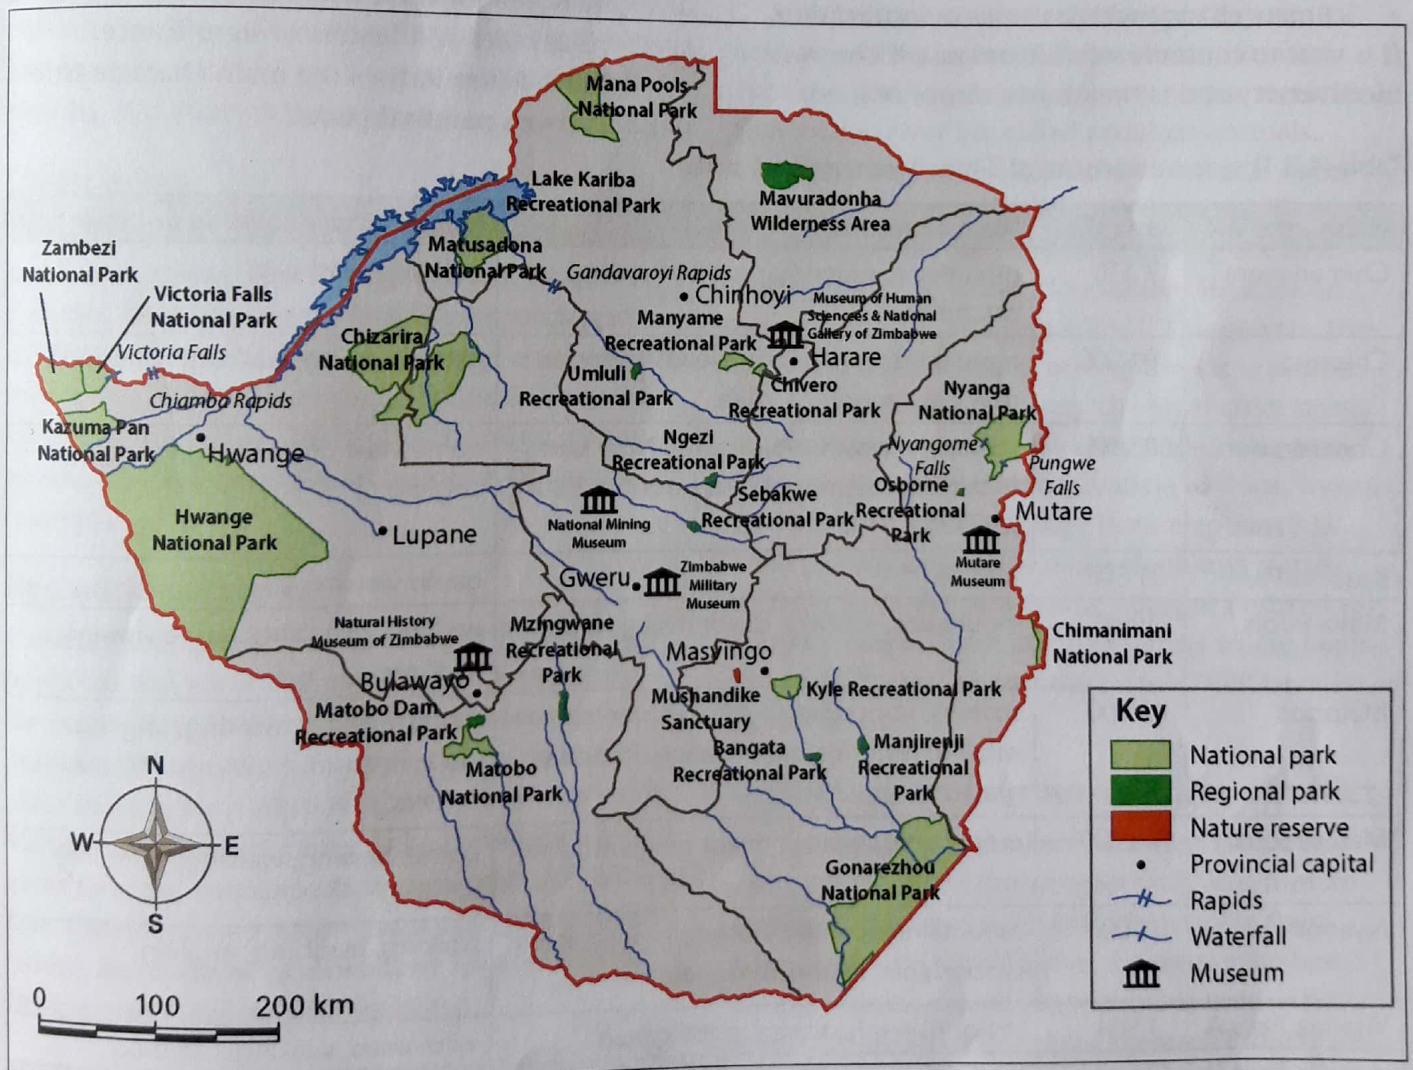 Mana Pools
National Park
Lake Kariba
Recreational Park
Mavuradonha
Wilderness Area
Matusadona
National Park
Zambezi
National Park
Victoria Falls
National Park
Gandavaroyi Rapids
Chinhoyi
Museum of Human
Sciences & National
Gallery of Zimbabwe
Manyame
Recreational Park
Harare
Victoria Falls
Chizarira
National Park
Umluli
Recreational Park
Chivero
Recreational Park
Nyanga
National Park
Chiamba Rapids
Kazuma Pan
National Park
Hwange
Ngezi
Recreational Park
Nyangome
Falls
Pungwe
Falls
Osborne
Recreational
Park
Sebakwe
Recreational Park
Mutare
Mutare
Museum
Hwange
National Park
Lupane
National Mining
Museum
Gweru
Zimbabwe
Military
Museum
Natural History
Museum of Zimbabwe
Mzingwane
Recreational
Park
Masvingo
Chimanimani
National Park
Bulawayo
Matobo Dam
Recreational Park
Mushandike
Sanctuary
Kyle Recreational Park
Bangata
Recreational Park
Manjirenji
Recreational
Park
Matobo
National Park
Gonarezhou
National Park
N
W
E
S
0
100
200 km
Key
National park
Regional park
Nature reserve
Provincial capital
Rapids
Waterfall
Museum